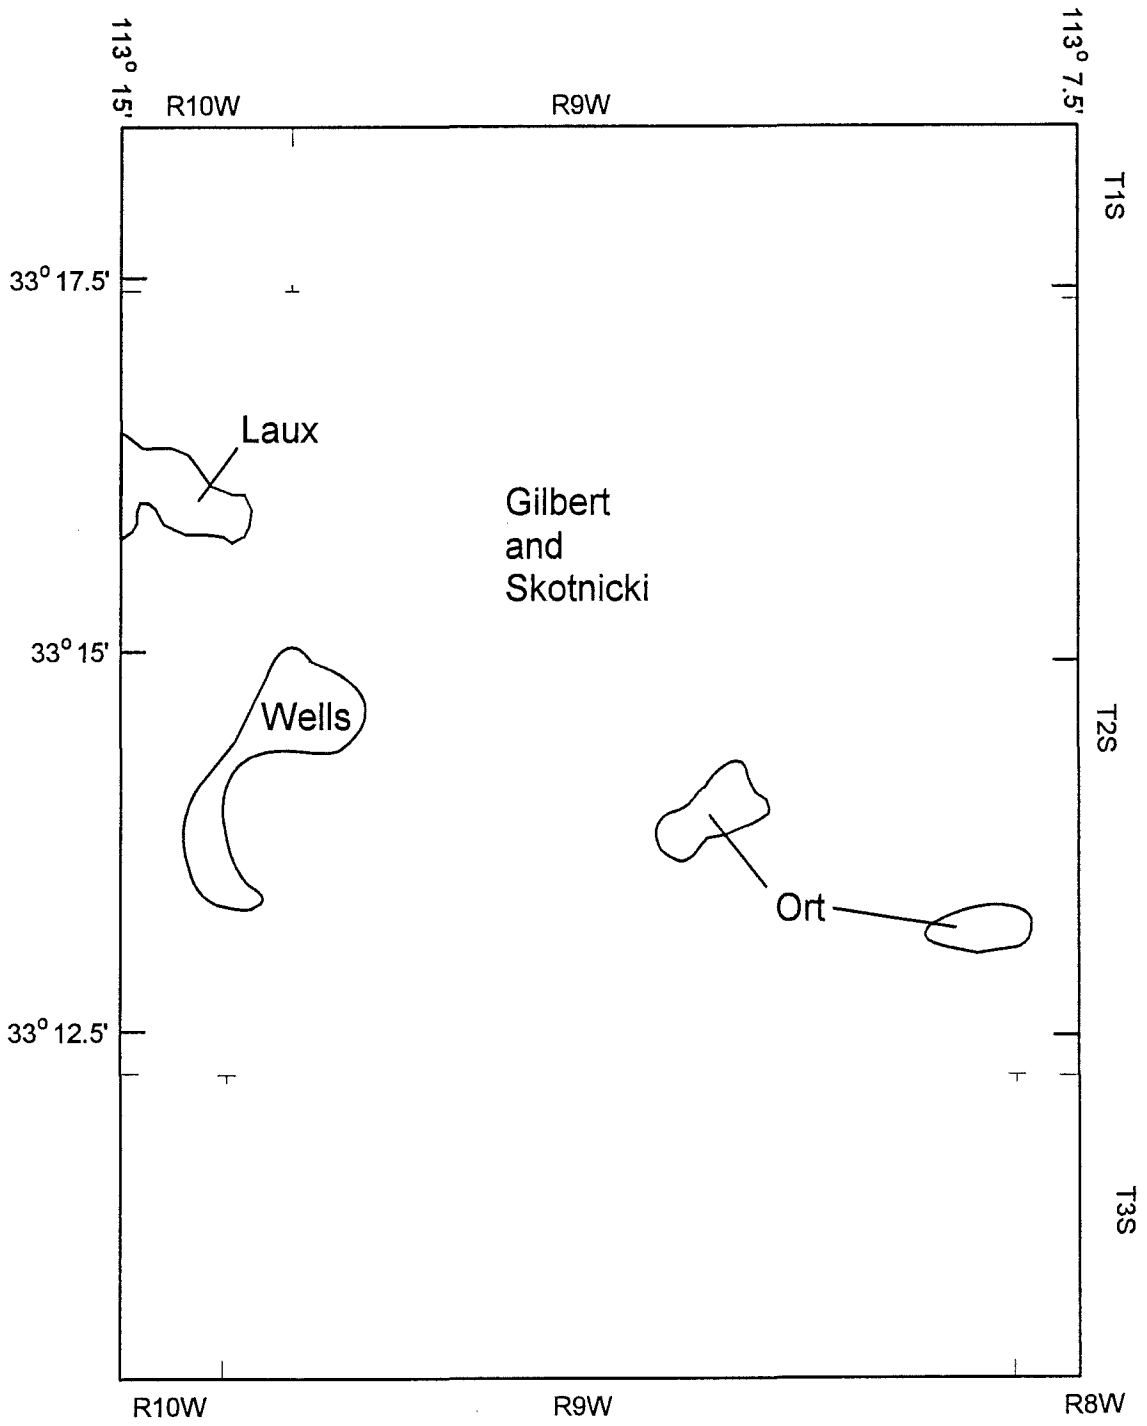 113° 15'
113° 7.5'
R10W
R9W
T1S
33° 17.5'
Laux
Gilbert
and
Skotnicki
33° 15'
Wells
T2S
Ort
33° 12.5'
T3S
R10W
R9W
R8W